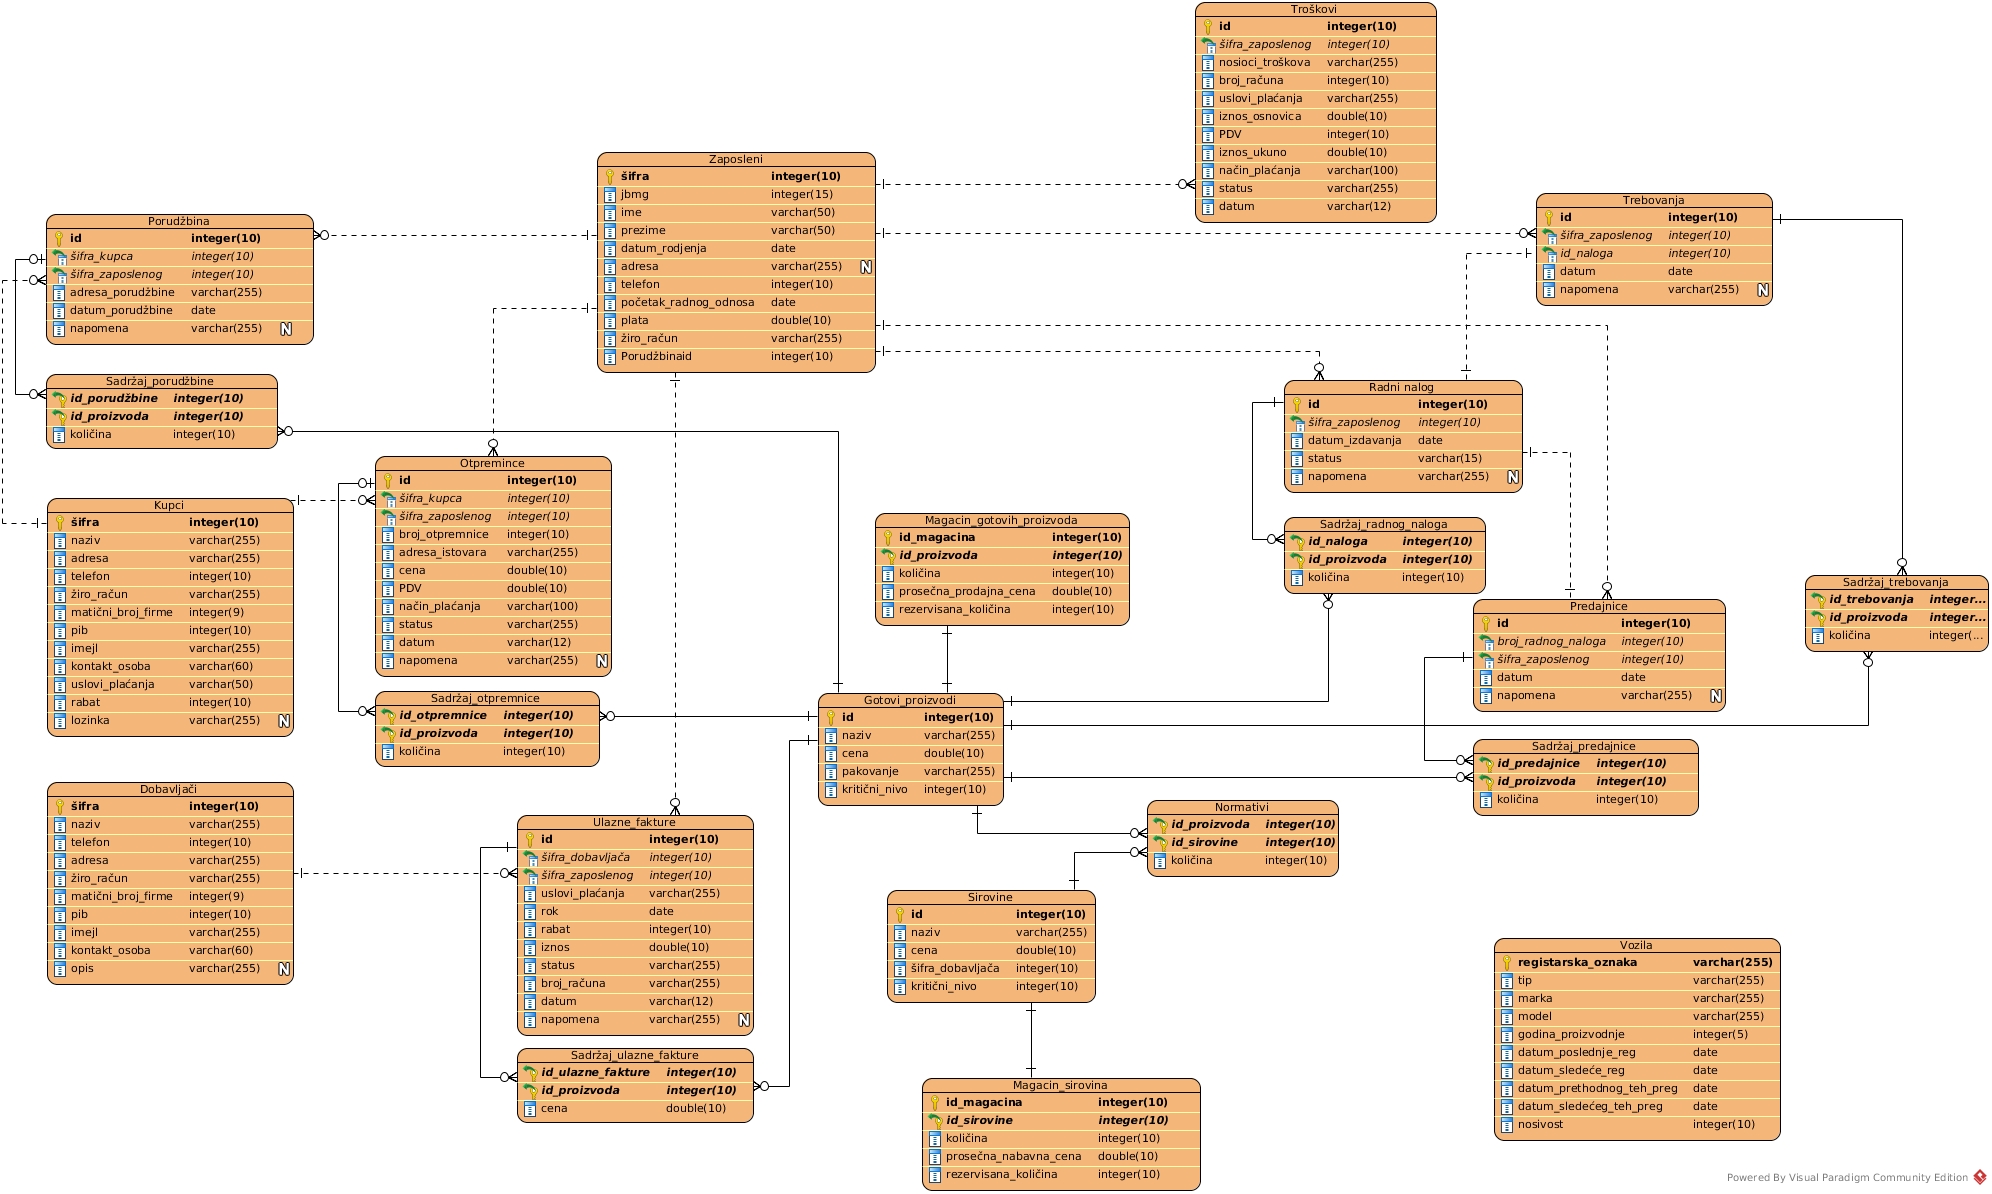 Troškovi
id integer(10)
šifra_zaposlenog integer(10)
nosioci_troškova varchar(255)
broj_računa integer(10)
uslovi_plaćanja varchar(255)
iznos_osnovica double(10)
PDV integer(10)
iznos_ukuno double(10)
način_plaćanja varchar(100)
status varchar(255)
datum varchar(12)
Zaposleni
šifra integer(10)
jbmg integer(15)
ime varchar(50)
prezime varchar(50)
datum_rodjenja date
adresa varchar(255) N
telefon integer(10)
početak_radnog_odnosa date
plata double(10)
žiro_račun varchar(255)
Porudžbinaid integer(10)
Trebovanja
id integer(10)
šifra_zaposlenog integer(10)
id_naloga integer(10)
datum date
napomena varchar(255) N
Porudžbina
id integer(10)
šifra_kupca integer(10)
šifra_zaposlenog integer(10)
adresa_porudžbine varchar(255)
datum_porudžbine date
napomena varchar(255) N
Sadržaj_porudžbine
id_porudžbine integer(10)
id_proizvoda integer(10)
količina integer(10)
Radni nalog
id integer(10)
šifra_zaposlenog integer(10)
datum_izdavanja date
status varchar(15)
napomena varchar(255) N
Otpremince
id integer(10)
šifra_kupca integer(10)
šifra_zaposlenog integer(10)
broj_otpremnice integer(10)
adresa_istovara varchar(255)
cena double(10)
PDV double(10)
način_plaćanja varchar(100)
status varchar(255)
datum varchar(12)
napomena varchar(255) N
Kupci
šifra integer(10)
naziv varchar(255)
adresa varchar(255)
telefon integer(10)
žiro_račun varchar(255)
matični_broj_firme integer(9)
pib integer(10)
imejl varchar(255)
kontakt_osoba varchar(60)
uslovi_plaćanja varchar(50)
rabat integer(10)
lozinka varchar(255) N
Magacin_gotovih_proizvoda
id_magacina integer(10)
id_proizvoda integer(10)
količina integer(10)
prosečna_prodajna_cena double(10)
rezervisana_količina integer(10)
Sadržaj_radnog_naloga
id_naloga integer(10)
id_proizvoda integer(10)
količina integer(10)
Sadržaj_trebovanja
id_trebovanja integer...
id_proizvoda integer...
količina integer(...
Predajnice
id integer(10)
broj_radnog_naloga integer(10)
šifra_zaposlenog integer(10)
datum date
napomena varchar(255) N
Sadržaj_otpremnice
id_otpremnice integer(10)
id_proizvoda integer(10)
količina integer(10)
Gotovi_proizvodi
id integer(10)
naziv varchar(255)
cena double(10)
pakovanje varchar(255)
kritični_nivo integer(10)
Sadržaj_predajnice
id_predajnice integer(10)
id_proizvoda integer(10)
količina integer(10)
Dobavljači
šifra integer(10)
naziv varchar(255)
telefon integer(10)
adresa varchar(255)
žiro_račun varchar(255)
matični_broj_firme integer(9)
pib integer(10)
imejl varchar(255)
kontakt_osoba varchar(60)
opis varchar(255) N
Ulazne_fakture
id integer(10)
šifra_dobavljača integer(10)
šifra_zaposlenog integer(10)
uslovi_plaćanja varchar(255)
rok date
rabat integer(10)
iznos double(10)
status varchar(255)
broj_računa varchar(255)
datum varchar(12)
napomena varchar(255) N
Normativi
id_proizvoda integer(10)
id_sirovine integer(10)
količina integer(10)
Sirovine
id integer(10)
naziv varchar(255)
cena double(10)
šifra_dobavljača integer(10)
kritični_nivo integer(10)
Sadržaj_ulazne_fakture
id_ulazne_fakture integer(10)
id_proizvoda integer(10)
cena double(10)
Magacin_sirovina
id_magacina integer(10)
id_sirovine integer(10)
količina integer(10)
prosečna_nabavna_cena double(10)
rezervisana_količina integer(10)
Vozila
registarska_oznaka varchar(255)
tip varchar(255)
marka varchar(255)
model varchar(255)
godina_proizvodnje integer(5)
datum_poslednje_reg date
datum_sledeće_reg date
datum_prethodnog_teh_preg date
datum_sledećeg_teh_preg date
nosivost integer(10)
Powered By Visual Paradigm Community Edition